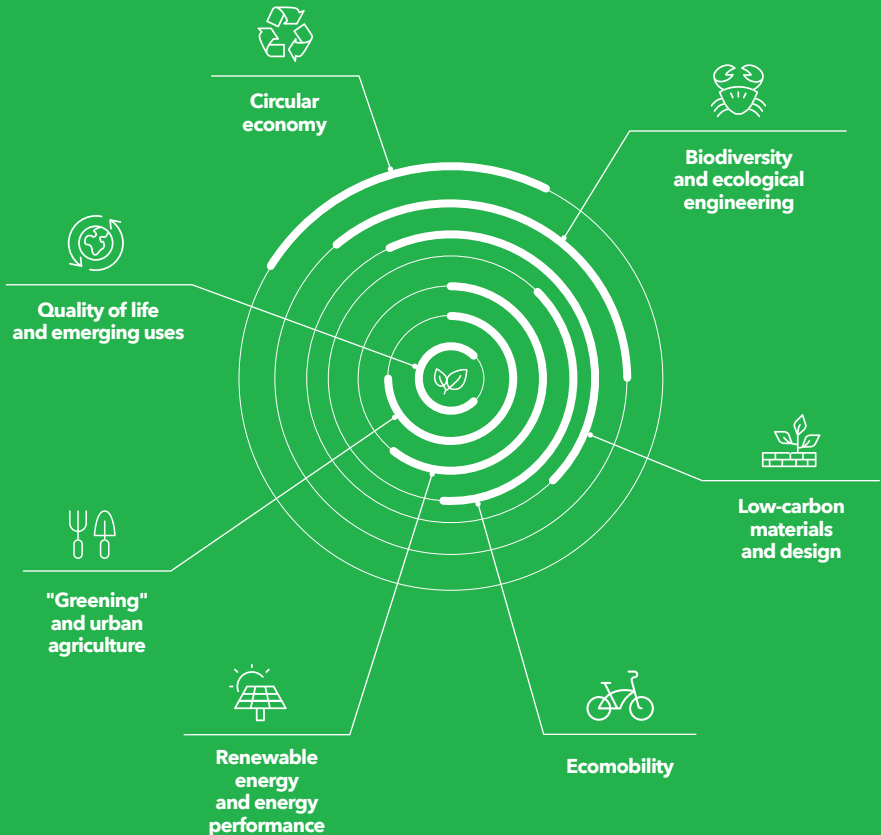 Circular
economy
Biodiversity
and ecological
engineering
Quality of life
and emerging uses
Low-carbon
materials
and design
"Greening"
and urban
agriculture
Renewable
energy
and energy
performance
Ecomobility